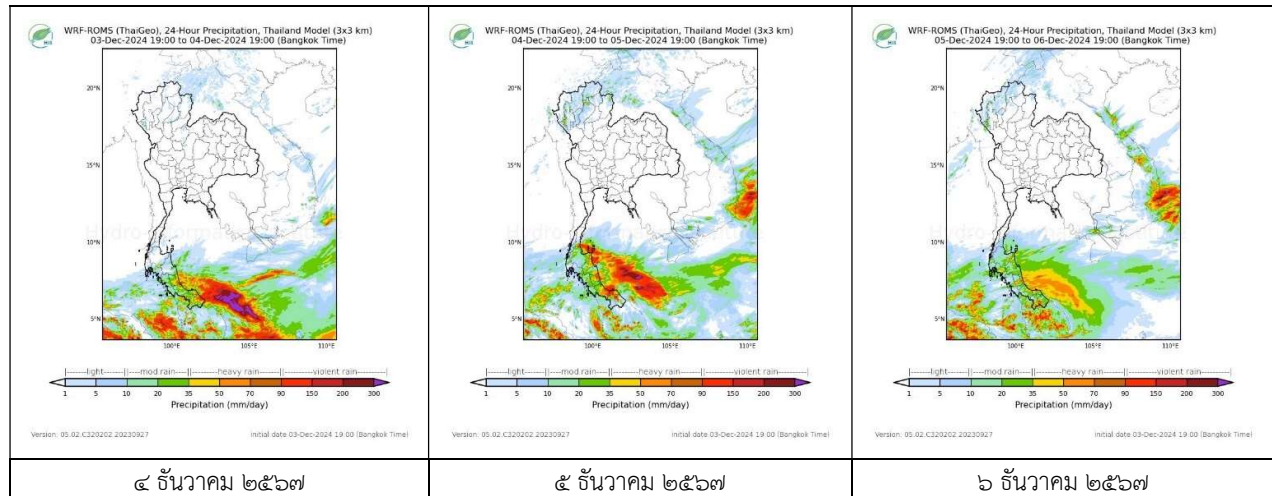 WRF-ROMS (ThaiGeo), 24-Hour Precipitation, Thailand Model (3x3 km)
03-Dec-2024 19:00 to 04-Dec-2024 19:00 (Bangkok Time)
20°N
15°N
10°N
5°N
100°E
105°E
110°E
|--------light--------||----mod rain----||--------heavy rain--------||--------violent rain--------
1 5 10 20 35 50 70 90 150 200 300
Precipitation (mm/day)
Version: 05.02.C320202.20230927
initial date 03-Dec-2024 19:00 (Bangkok Time)
๔ ธันวาคม ๒๕๖๗
WRF-ROMS (ThaiGeo), 24-Hour Precipitation, Thailand Model (3x3 km)
04-Dec-2024 19:00 to 05-Dec-2024 19:00 (Bangkok Time)
20°N
15°N
10°N
5°N
100°E
105°E
110°E
|--------light--------||----mod rain----||--------heavy rain--------||--------violent rain--------
1 5 10 20 35 50 70 90 150 200 300
Precipitation (mm/day)
Version: 05.02.C320202.20230927
initial date 03-Dec-2024 19:00 (Bangkok Time)
๕ ธันวาคม ๒๕๖๗
WRF-ROMS (ThaiGeo), 24-Hour Precipitation, Thailand Model (3x3 km)
05-Dec-2024 19:00 to 06-Dec-2024 19:00 (Bangkok Time)
20°N
15°N
10°N
5°N
100°E
105°E
110°E
|--------light--------||----mod rain----||--------heavy rain--------||--------violent rain--------
1 5 10 20 35 50 70 90 150 200 300
Precipitation (mm/day)
Version: 05.02.C320202.20230927
initial date 03-Dec-2024 19:00 (Bangkok Time)
๖ ธันวาคม ๒๕๖๗